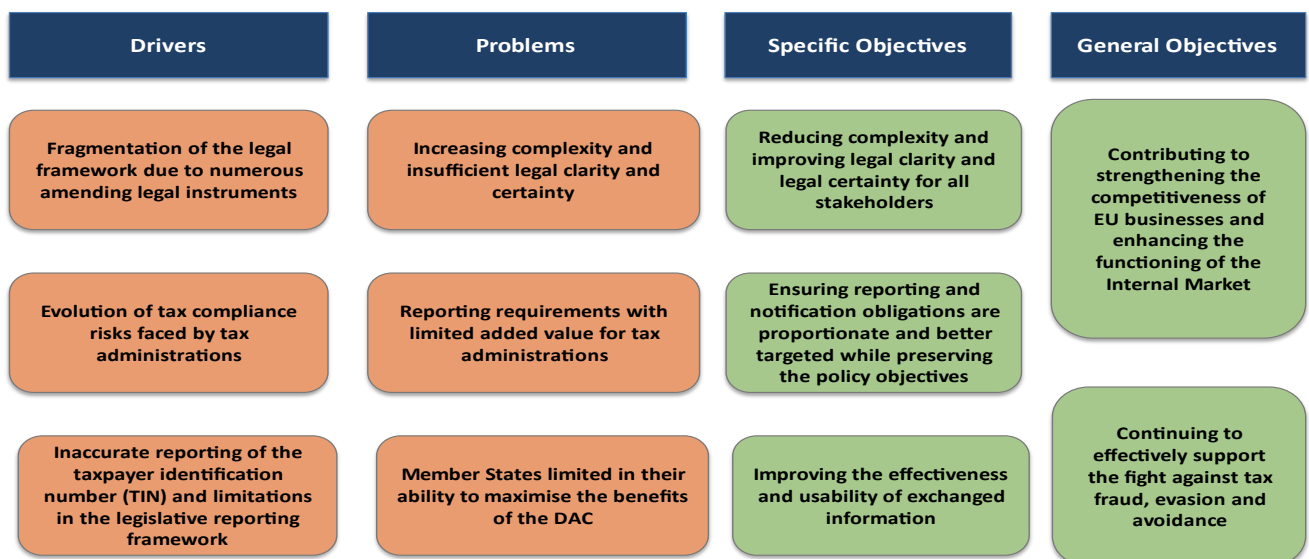 Drivers
Problems
Specific Objectives
General Objectives
Fragmentation of the legal
framework due to numerous
amending legal instruments
Increasing complexity and
insufficient legal clarity and
certainty
Reducing complexity and
improving legal clarity and
legal certainty for all
stakeholders
Contributing to
strengthening the
competitiveness of
EU businesses and
enhancing the
functioning of the
Internal Market
Evolution of tax compliance
risks faced by tax
administrations
Reporting requirements with
limited added value for tax
administrations
Ensuring reporting and
notification obligations are
proportionate and better
targeted while preserving
the policy objectives
Inaccurate reporting of the
taxpayer identification
number (TIN) and limitations
in the legislative reporting
framework
Member States limited in their
ability to maximise the benefits
of the DAC
Improving the effectiveness
and usability of exchanged
information
Continuing to
effectively support
the fight against tax
fraud, evasion and
avoidance